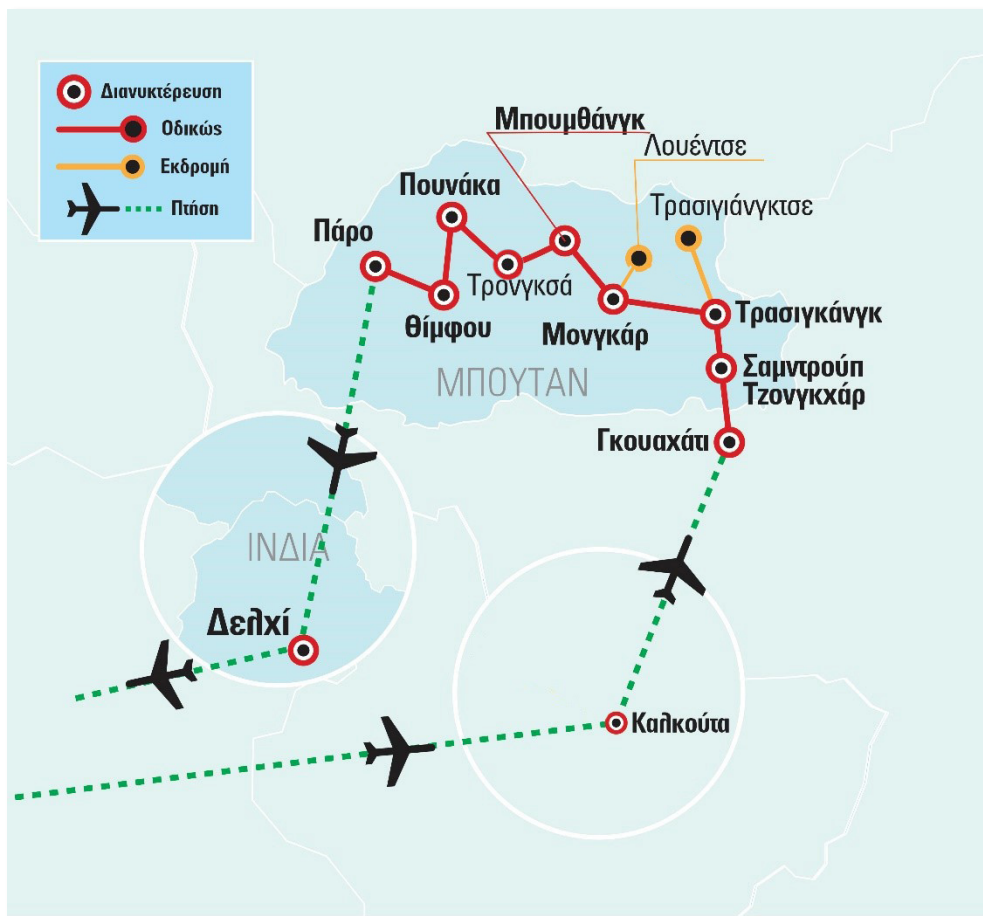 Διανυκτέρευση
Οδικώς
Εκδρομή
Πτήση
Μπουμθάνγκ
Λουέντσε
Πουνάκα
Τρασιγιάνγκτσε
Πάρο
Τρονγκσά
Θίμφου
Μονγκάρ
Τρασιγκάνγκ
ΜΠΟΥΤΑΝ
Σαμντρούπ
Τζονγκχάρ
Γκουαχάτι
ΙΝΔΙΑ
Δελχί
Καλκούτα